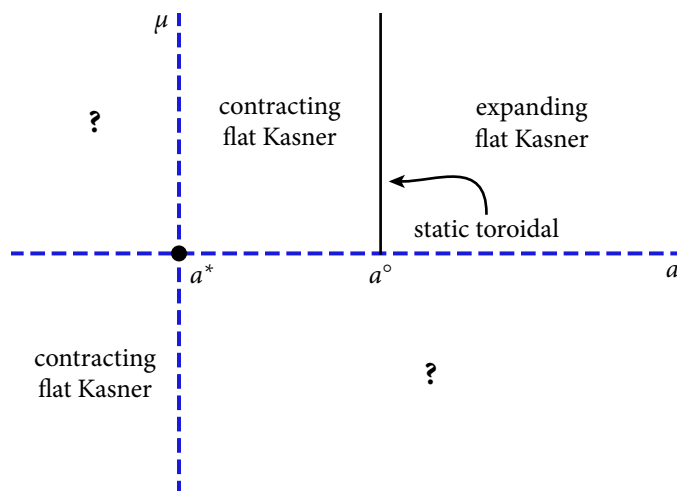 μ
contracting
flat Kasner
expanding
flat Kasner
?
static toroidal
a*
a°
a
contracting
flat Kasner
?